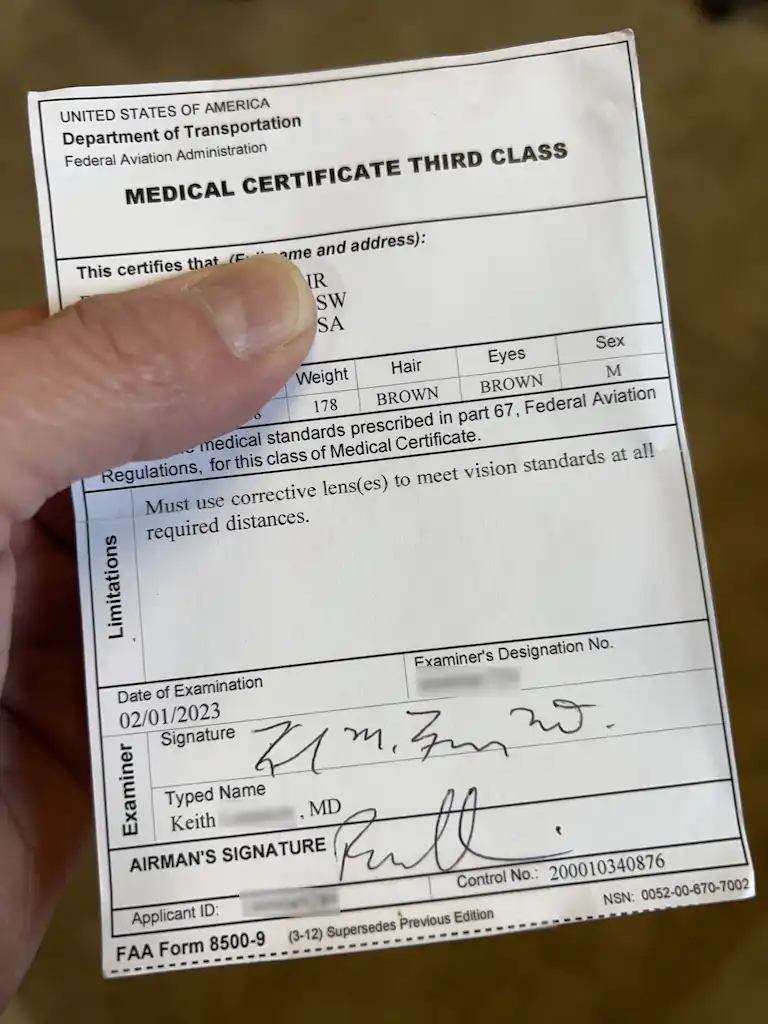 UNITED STATES OF AMERICA
Department of Transportation
Federal Aviation Administration
MEDICAL CERTIFICATE THIRD CLASS
This certifies that (F name and address):
IR
SW
SA
Weight Hair Eyes Sex
178 BROWN BROWN M
medical standards prescribed in part 67, Federal Aviation
Regulations, for this class of Medical Certificate.
Limitations
Must use corrective lens(es) to meet vision standards at all
required distances.
Date of Examination
02/01/2023
Examiner's Designation No.
Examiner
Signature
Typed Name
Keith , MD
AIRMAN'S SIGNATURE
Applicant ID:
Control No.: 200010340876
FAA Form 8500-9 (3-12) Supersedes Previous Edition
NSN: 0052-00-670-7002